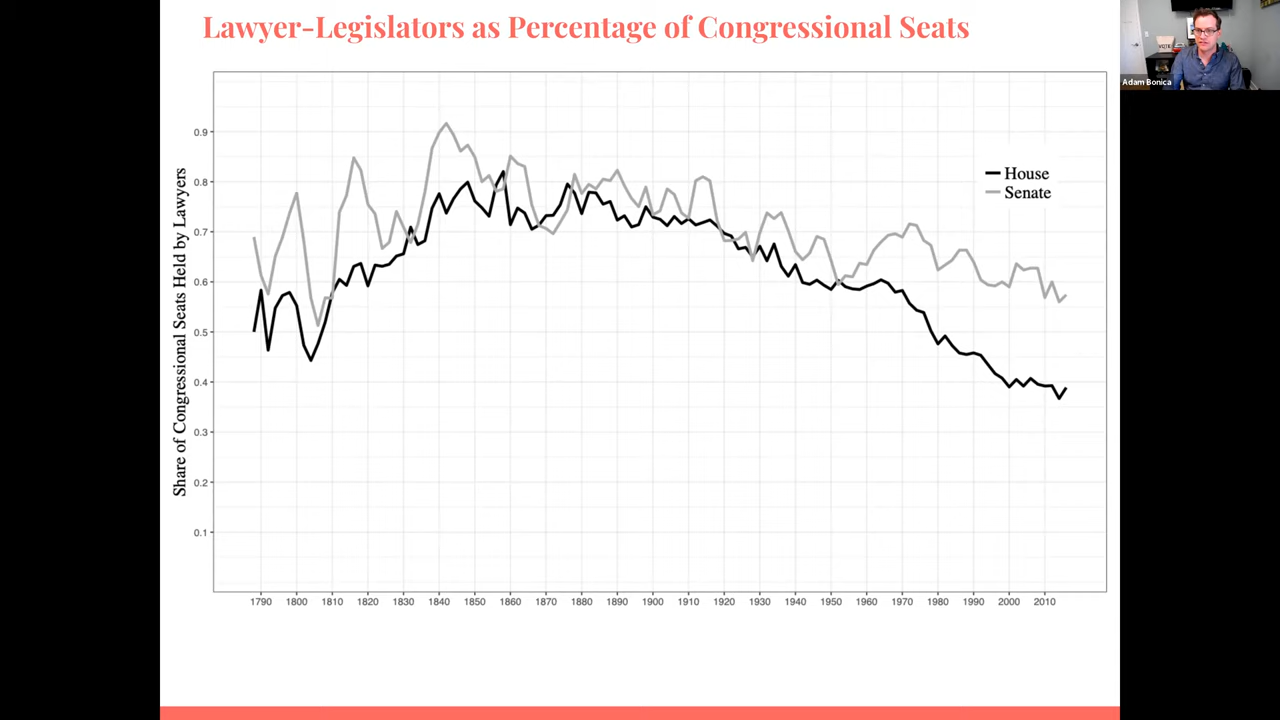 Lawyer-Legislators as Percentage of Congressional Seats
Adam Bonica
VOTE
House
Senate
Share of Congressional Seats Held by Lawyers
0.9
0.8
0.7
0.6
0.5
0.4
0.3
0.2
0.1
1790 1800 1810 1820 1830 1840 1850 1860 1870 1880 1890 1900 1910 1920 1930 1940 1950 1960 1970 1980 1990 2000 2010